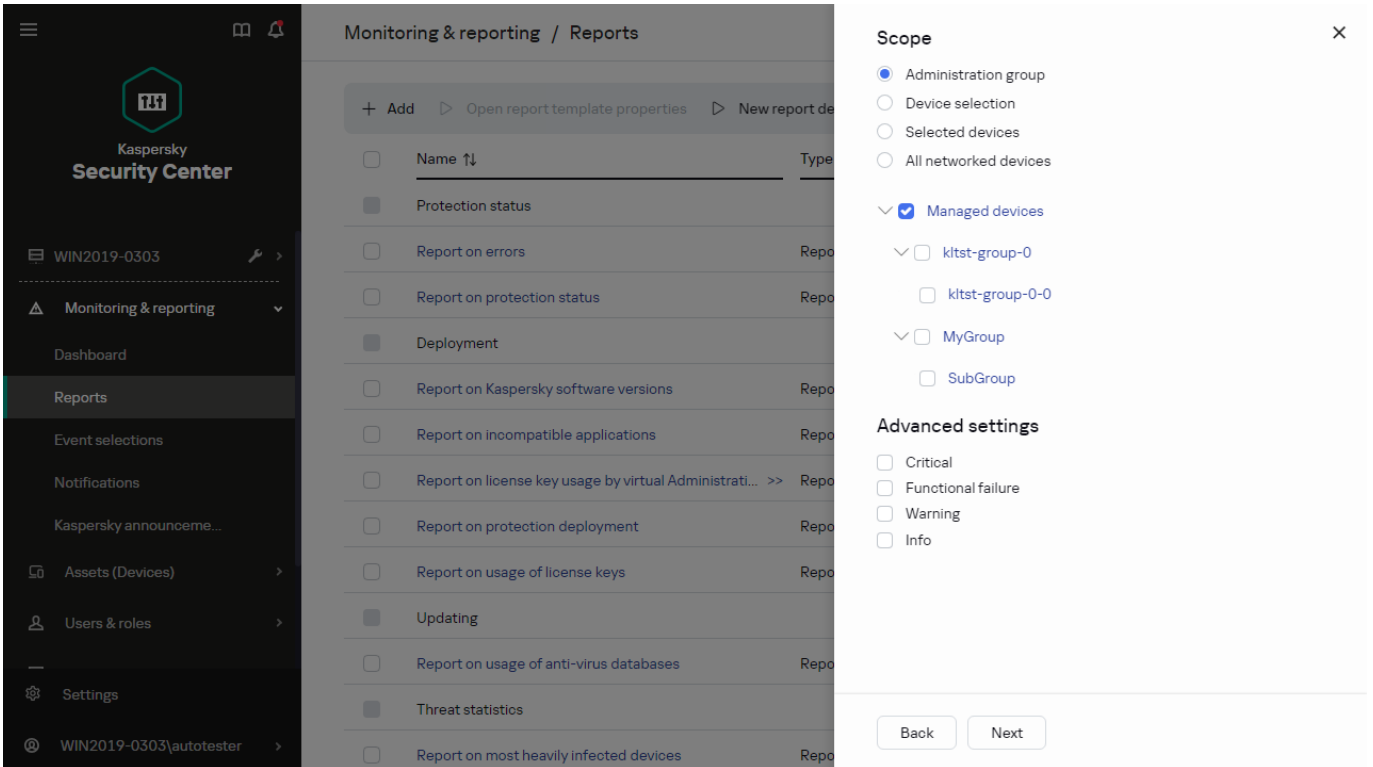 Kaspersky
Security Center
WIN2019-0303
Monitoring & reporting
Dashboard
Reports
Event selections
Notifications
Kaspersky announceme...
Assets (Devices)
Users & roles
Settings
WIN2019-0303\autotester
Monitoring & reporting / Reports
Add Open report template properties New report de
Name Type
Protection status
Report on errors Repo
Report on protection status Repo
Deployment
Report on Kaspersky software versions Repo
Report on incompatible applications Repo
Report on license key usage by virtual Administrati... >> Repo
Report on protection deployment Repo
Report on usage of license keys Repo
Updating
Report on usage of anti-virus databases Repo
Threat statistics
Report on most heavily infected devices Repo
Scope
Administration group
Device selection
Selected devices
All networked devices
Managed devices
kltst-group-0
kltst-group-0-0
MyGroup
SubGroup
Advanced settings
Critical
Functional failure
Warning
Info
Back Next